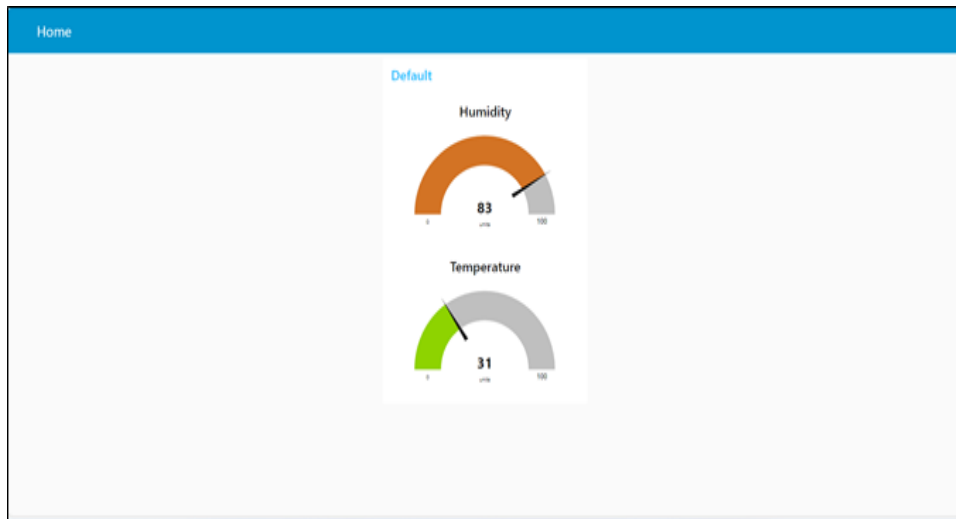 Home
Default
Humidity
83
units
0
100
Temperature
31
units
0
100